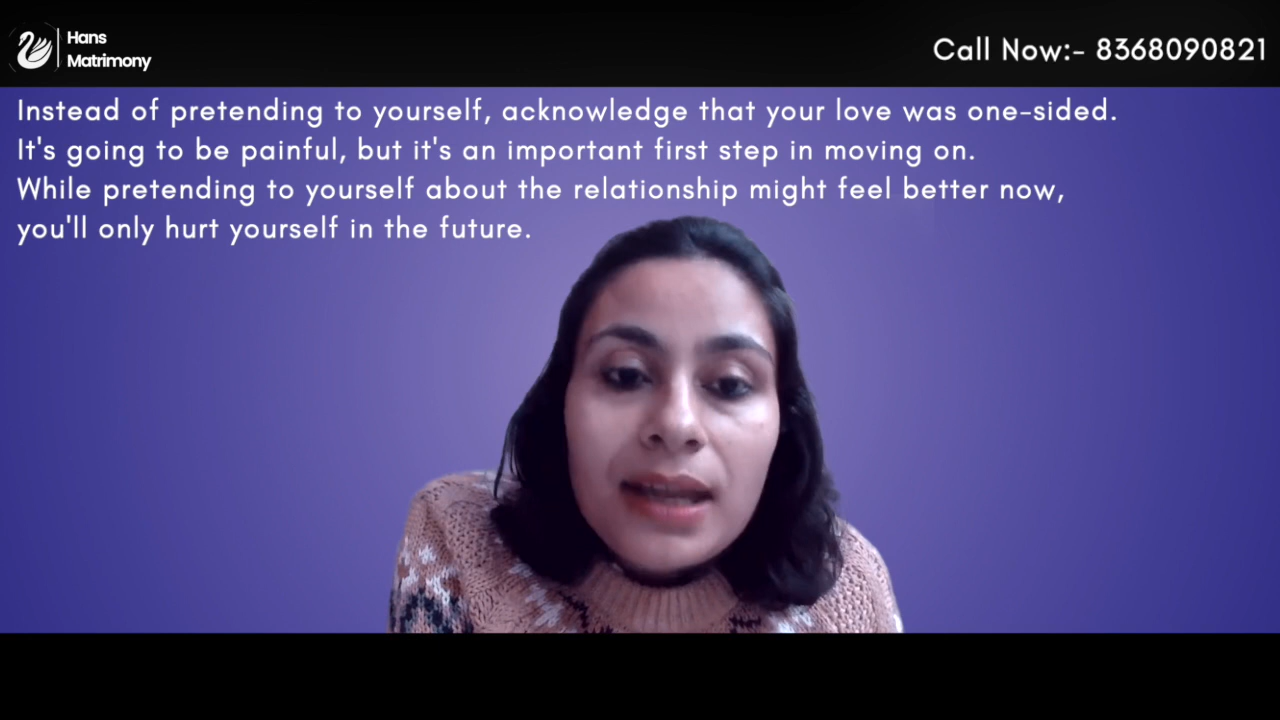 Hans
Matrimony
Call Now:- 8368090821
Instead of pretending to yourself, acknowledge that your love was one-sided.
It's going to be painful, but it's an important first step in moving on.
While pretending to yourself about the relationship might feel better now,
you'll only hurt yourself in the future.